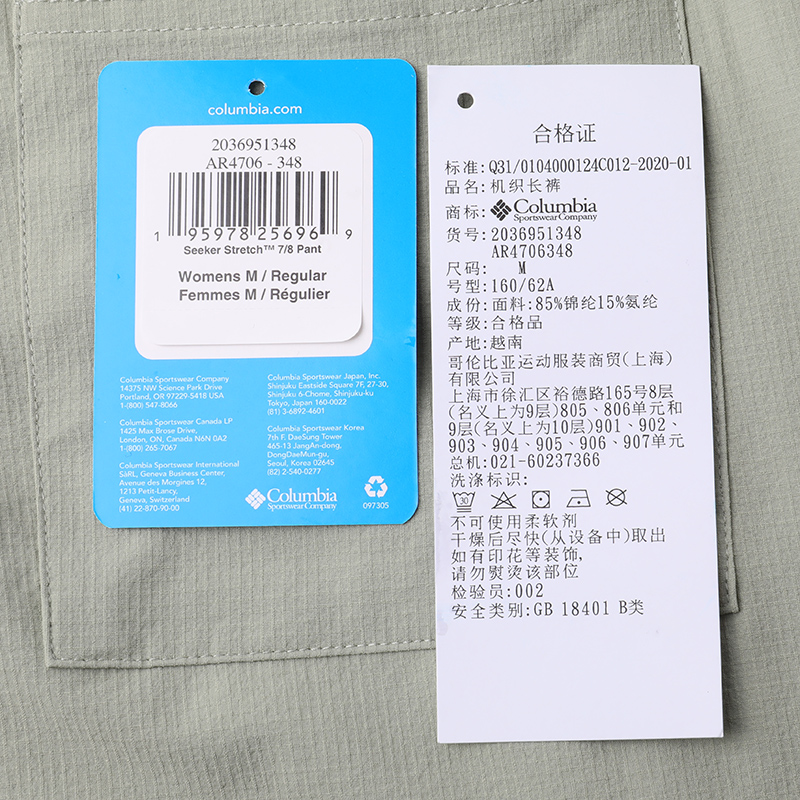 columbia.com
2036951348
AR4706 - 348
1 95978 25696 9
Seeker Stretch™ 7/8 Pant
Womens M / Regular
Femmes M / Régulier
Columbia Sportswear Company
14375 NW Science Park Drive
Portland, OR 97229-5418 USA
1-(800) 547-8066
Columbia Sportswear Canada LP
1425 Max Brose Drive,
London, ON, Canada N6N 0A2
1-(800) 265-7067
Columbia Sportswear International
SàRL, Geneva Business Center,
Avenue des Morgines 12,
1213 Petit-Lancy,
Geneva, Switzerland
(41) 22-870-90-00
Columbia Sportswear Japan, Inc.
Shinjuku Eastside Square 7F, 27-30,
Shinjuku 6-Chome, Shinjuku-ku
Tokyo, Japan 160-0022
(81) 3-6892-4601
Columbia Sportswear Korea
7th F. DaeSung Tower
465-13 JangAn-dong,
DongDaeMun-gu,
Seoul, Korea 02645
(82) 2-540-0277
Columbia
Sportswear Company
097305
合格证
标准:Q31/0104000124C012-2020-01
品名:机织长裤
商标:Columbia
Sportswear Company
货号:2036951348
AR4706348
尺码: M
号型:160/62A
成份:面料:85%锦纶15%氨纶
等级:合格品
产地:越南
哥伦比亚运动服装商贸(上海)
有限公司
上海市徐汇区裕德路165号8层
(名义上为9层)805、806单元和
9层(名义上为10层)901、902、
903、904、905、906、907单元
总机:021-60237366
洗涤标识:
30
不可使用柔软剂
干燥后尽快(从设备中)取出
如有印花等装饰,
请勿熨烫该部位
检验员:002
安全类别:GB 18401 B类